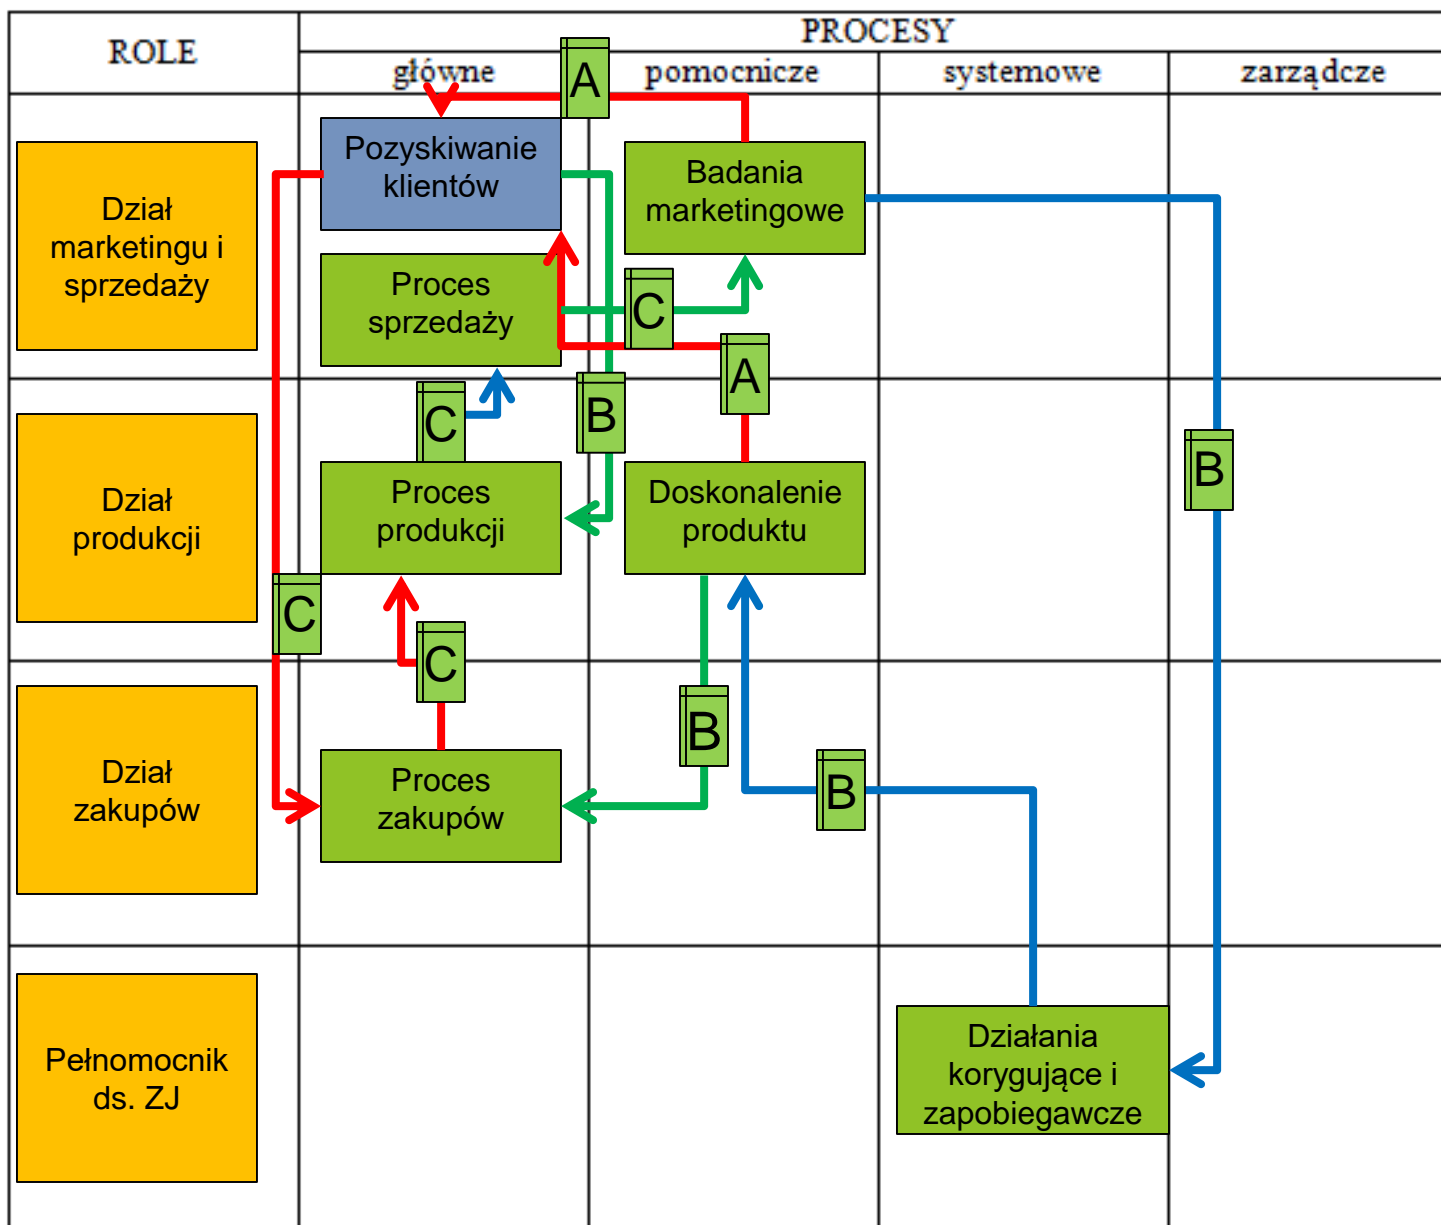 PROCESY
ROLE
główne
pomocnicze
systemowe
zarządcze
A
Pozyskiwanie
klientów
Badania
marketingowe
Dział
marketingu i
sprzedaży
Proces
sprzedaży
C
A
C
B
B
Dział
produkcji
Proces
produkcji
Doskonalenie
produktu
C
C
B
Dział
zakupów
Proces
zakupów
B
Pełnomocnik
ds. ZJ
Działania
korygujące i
zapobiegawcze